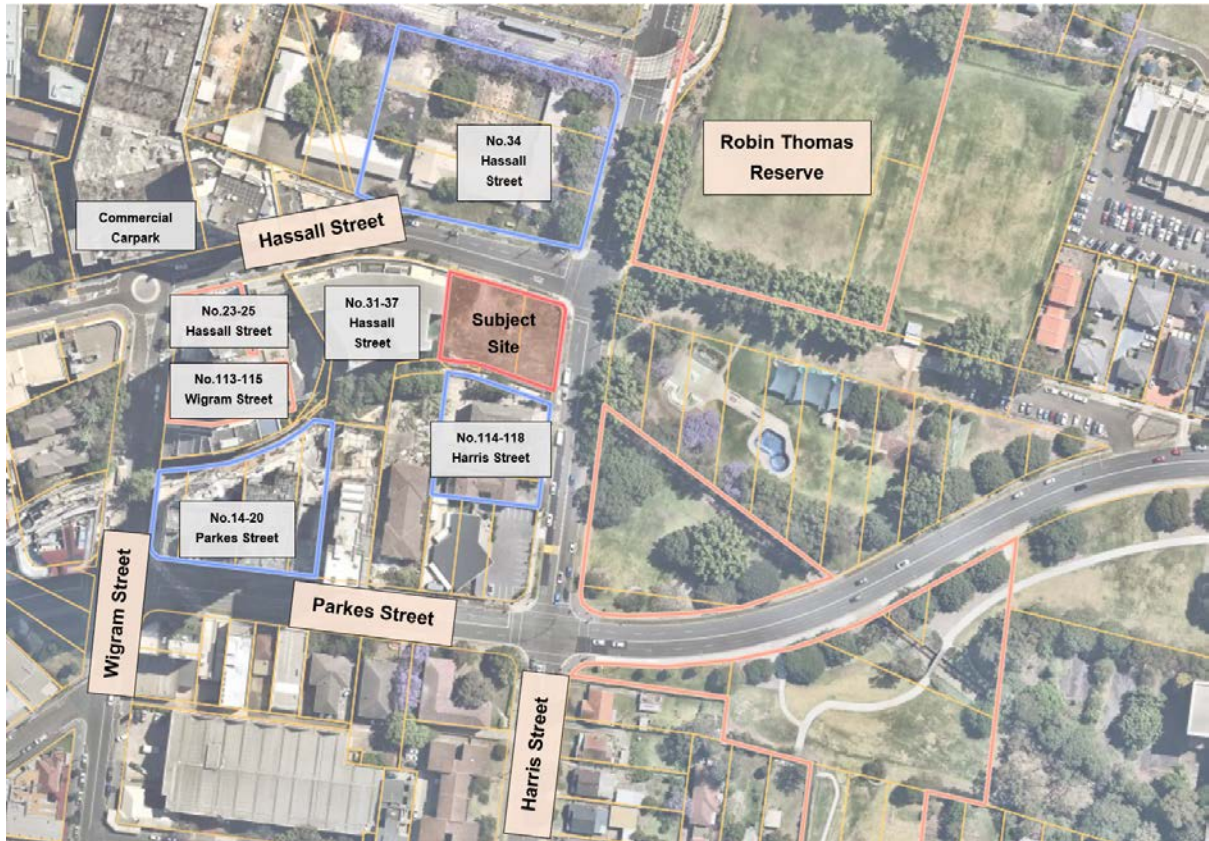 No.34
Hassall
Street
Robin Thomas
Reserve
Commercial
Carpark
Hassall Street
No.23-25
Hassall Street
No.31-37
Hassall
Street
Subject
Site
No.113-115
Wigram Street
No.114-118
Harris Street
No.14-20
Parkes Street
Wigram Street
Parkes Street
Harris Street